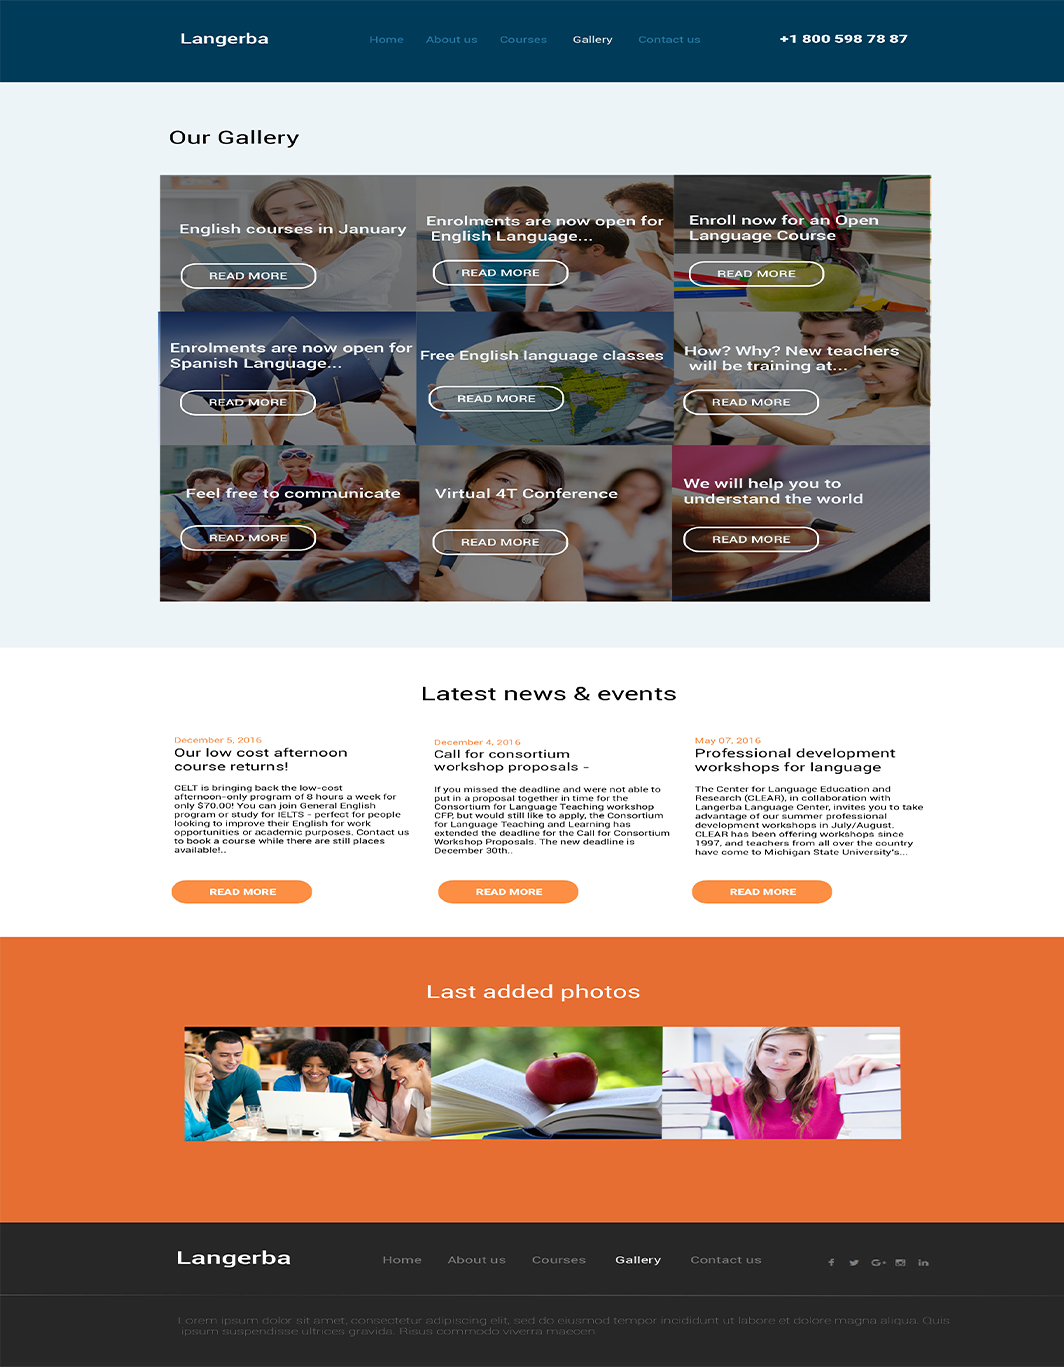 Langerba
Home About us Courses Gallery Contact us
+1 800 598 78 87
Our Gallery
English courses in January
READ MORE
Enrolments are now open for
English Language...
READ MORE
Enroll now for an Open
Language Course
READ MORE
Enrolments are now open for
Spanish Language...
READ MORE
Free English language classes
READ MORE
How? Why? New teachers
will be training at...
READ MORE
Feel free to communicate
READ MORE
Virtual 4T Conference
READ MORE
We will help you to
understand the world
READ MORE
Latest news & events
December 5, 2016
Our low cost afternoon
course returns!
CELT is bringing back the low-cost
afternoon-only program of 8 hours a week for
only $70.00! You can join General English
program or study for IELTS - perfect for people
looking to improve their English for work
opportunities or academic purposes. Contact us
to book a course while there are still places
available!..
READ MORE
December 4, 2016
Call for consortium
workshop proposals -
If you missed the deadline and were not able to
put in a proposal together in time for the
Consortium for Language Teaching workshop
CFP, but would still like to apply, the Consortium
for Language Teaching and Learning has
extended the deadline for the Call for Consortium
Workshop Proposals. The new deadline is
December 30th..
READ MORE
May 07, 2016
Professional development
workshops for language
The Center for Language Education and
Research (CLEAR), in collaboration with
Langerba Language Center, invites you to take
advantage of our summer professional
development workshops in July/August.
CLEAR has been offering workshops since
1997, and teachers from all over the country
have come to Michigan State University's...
READ MORE
Last added photos
Langerba
Home About us Courses Gallery Contact us
f G+ in
Lorem ipsum dolor sit amet, consectetur adipiscing elit, sed do eiusmod tempor incididunt ut labore et dolore magna aliqua. Quis
ipsum suspendisse ultrices gravida. Risus commodo viverra maecen